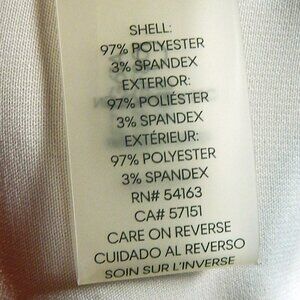 SHELL:
97% POLYESTER
3% SPANDEX
EXTERIOR:
97% POLIÉSTER
3% SPANDEX
EXTÉRIEUR:
97% POLYESTER
3% SPANDEX
RN# 54163
CA# 57151
CARE ON REVERSE
CUIDADO AL REVERSO
SOIN SUR L'INVERSE